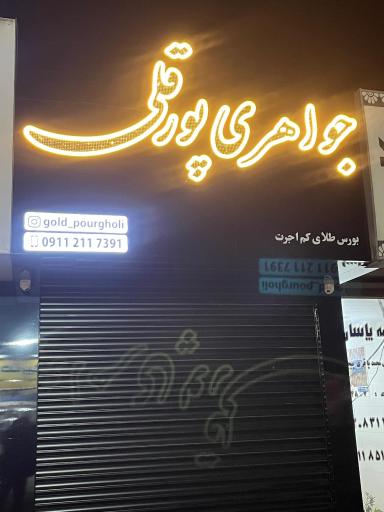 جواهری پورقلی
gold_pourgholi
0911 211 7391
بورس طلای کم اجرت